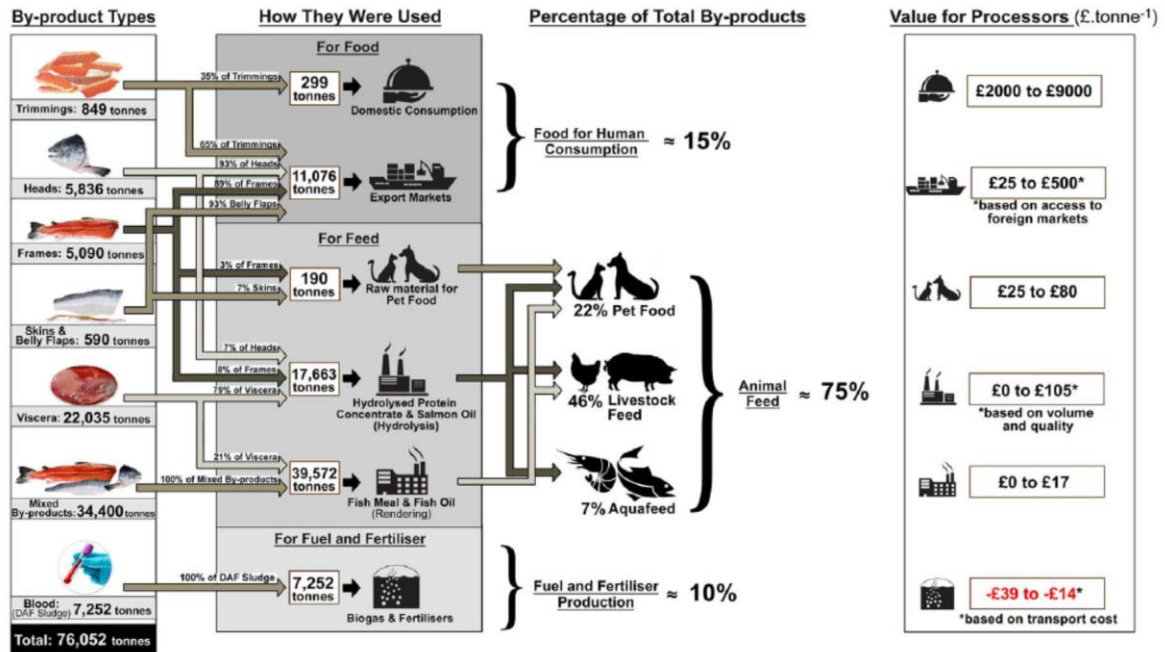 By-product Types
How They Were Used
Percentage of Total By-products
Value for Processors (£.tonne-1)
Trimmings: 849 tonnes
Heads: 5,836 tonnes
Frames: 5,090 tonnes
Skins &
Belly Flaps: 590 tonnes
Viscera: 22,035 tonnes
Mixed
By-products: 34,400 tonnes
Blood:
(DAF Sludge) 7,252 tonnes
Total: 76,052 tonnes
For Food
35% of Trimmings
299
tonnes
Domestic Consumption
65% of Trimmings
93% of Heads
89% of Frames
93% Belly Flaps
11,076
tonnes
Export Markets
For Feed
3% of Frames
7% Skins
190
tonnes
Raw material for
Pet Food
7% of Heads
8% of Frames
79% of Viscera
17,663
tonnes
Hydrolysed Protein
Concentrate & Salmon Oil
(Hydrolysis)
21% of Viscera
100% of Mixed By-products
39,572
tonnes
Fish Meal & Fish Oil
(Rendering)
For Fuel and Fertiliser
100% of DAF Sludge
7,252
tonnes
Biogas & Fertilisers
Food for Human
Consumption ≈ 15%
22% Pet Food
46% Livestock
Feed
7% Aquafeed
Animal
Feed ≈ 75%
Fuel and Fertiliser
Production ≈ 10%
£2000 to £9000
£25 to £500*
*based on access to
foreign markets
£25 to £80
£0 to £105*
*based on volume
and quality
£0 to £17
-£39 to -£14*
*based on transport cost